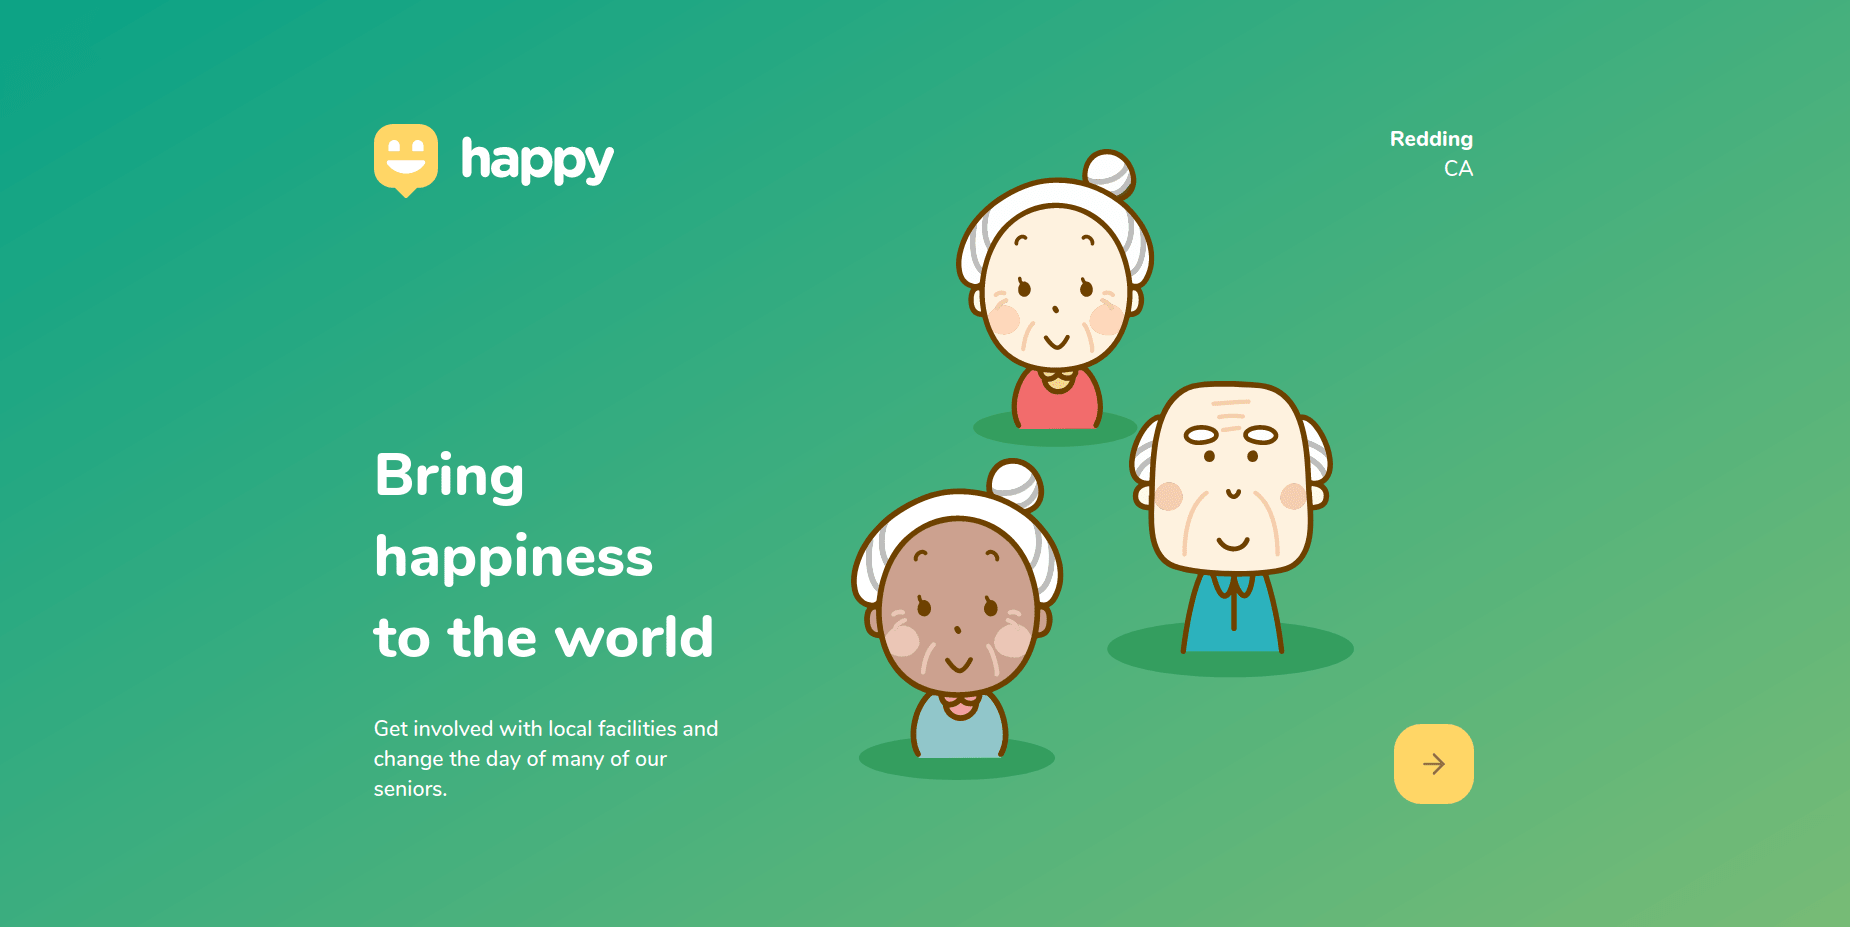 happy
Redding
CA
Bring
happiness
to the world
Get involved with local facilities and
change the day of many of our
seniors.